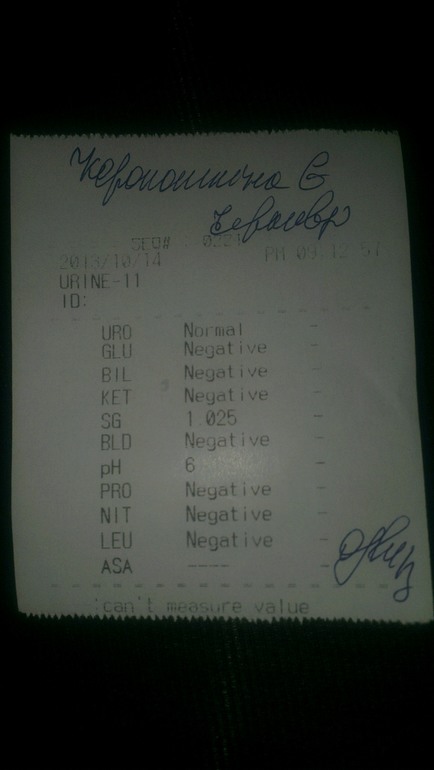 SEQ# : 0221
2013/10/14 PM 09:12:57
URINE-11
ID:
URO Normal -
GLU Negative -
BIL Negative -
KET Negative -
SG 1.025 -
BLD Negative -
pH 6 -
PRO Negative -
NIT Negative -
LEU Negative -
ASA ---- -
can't measure value